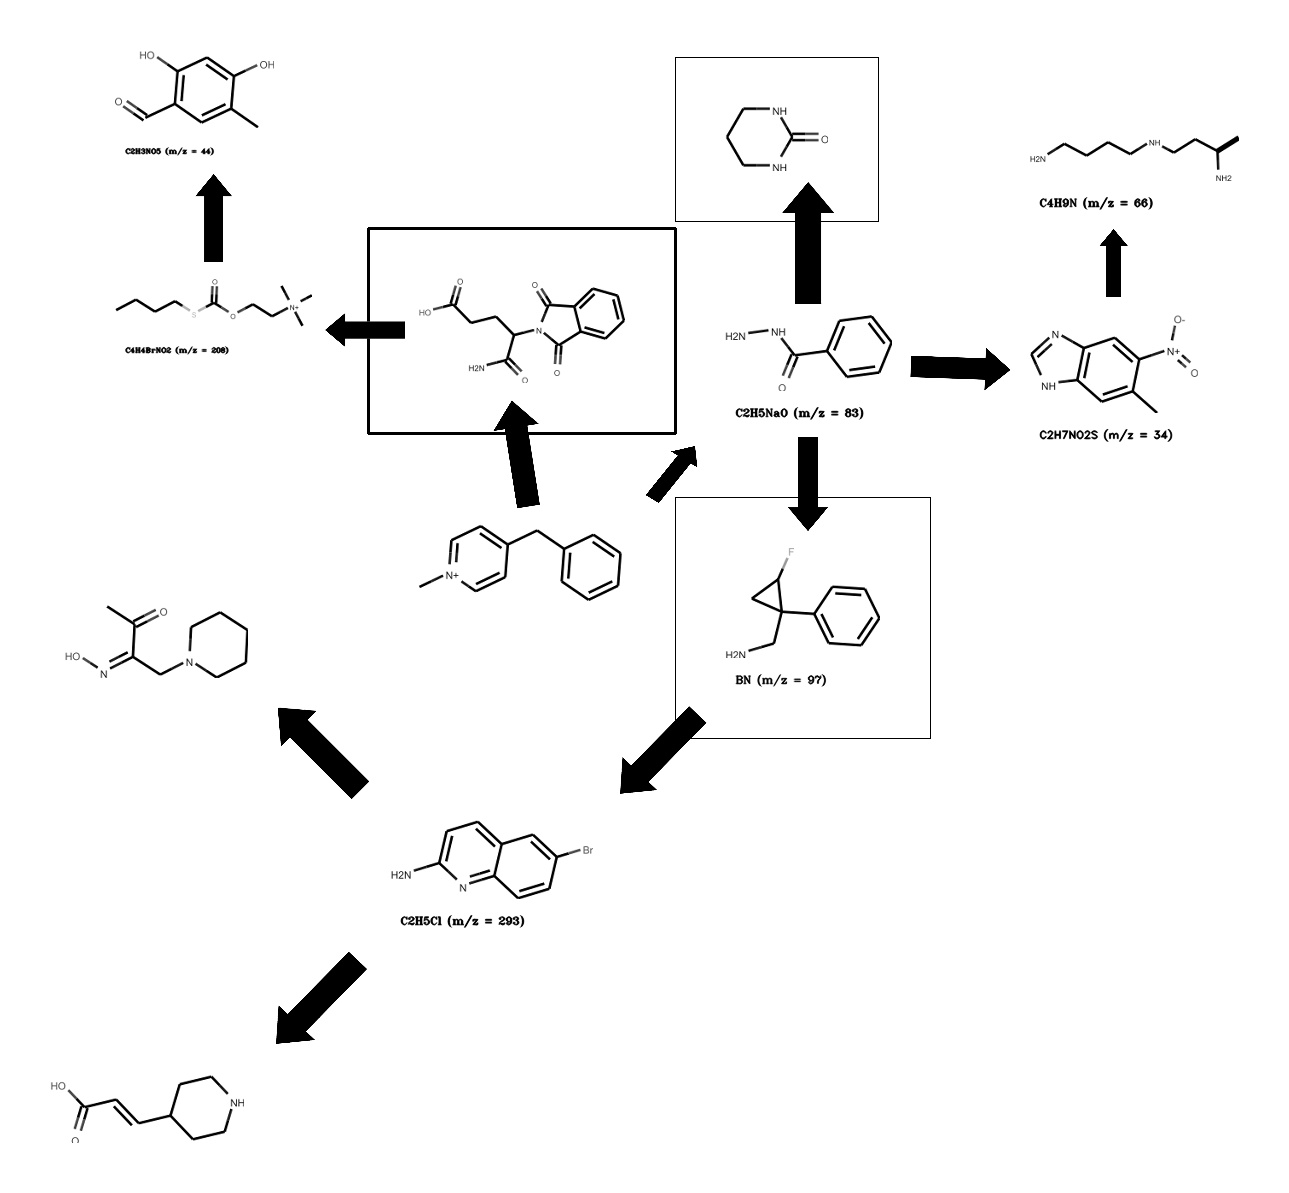 HO
OH
O
C2H3NO5 (m/z = 44)
NH
O
NH
H2N
NH
NH2
C4H9N (m/z = 66)
O
S
O
N+
C4H4BrNO2 (m/z = 208)
O
HO
O
N
H2N
O
O
H2N
NH
O
C2H5NaO (m/z = 83)
O-
N
N+
O
NH
C2H7NO2S (m/z = 34)
N+
F
H2N
BN (m/z = 97)
O
HO
N
N
Br
H2N
N
C2H5Cl (m/z = 293)
HO
NH
O